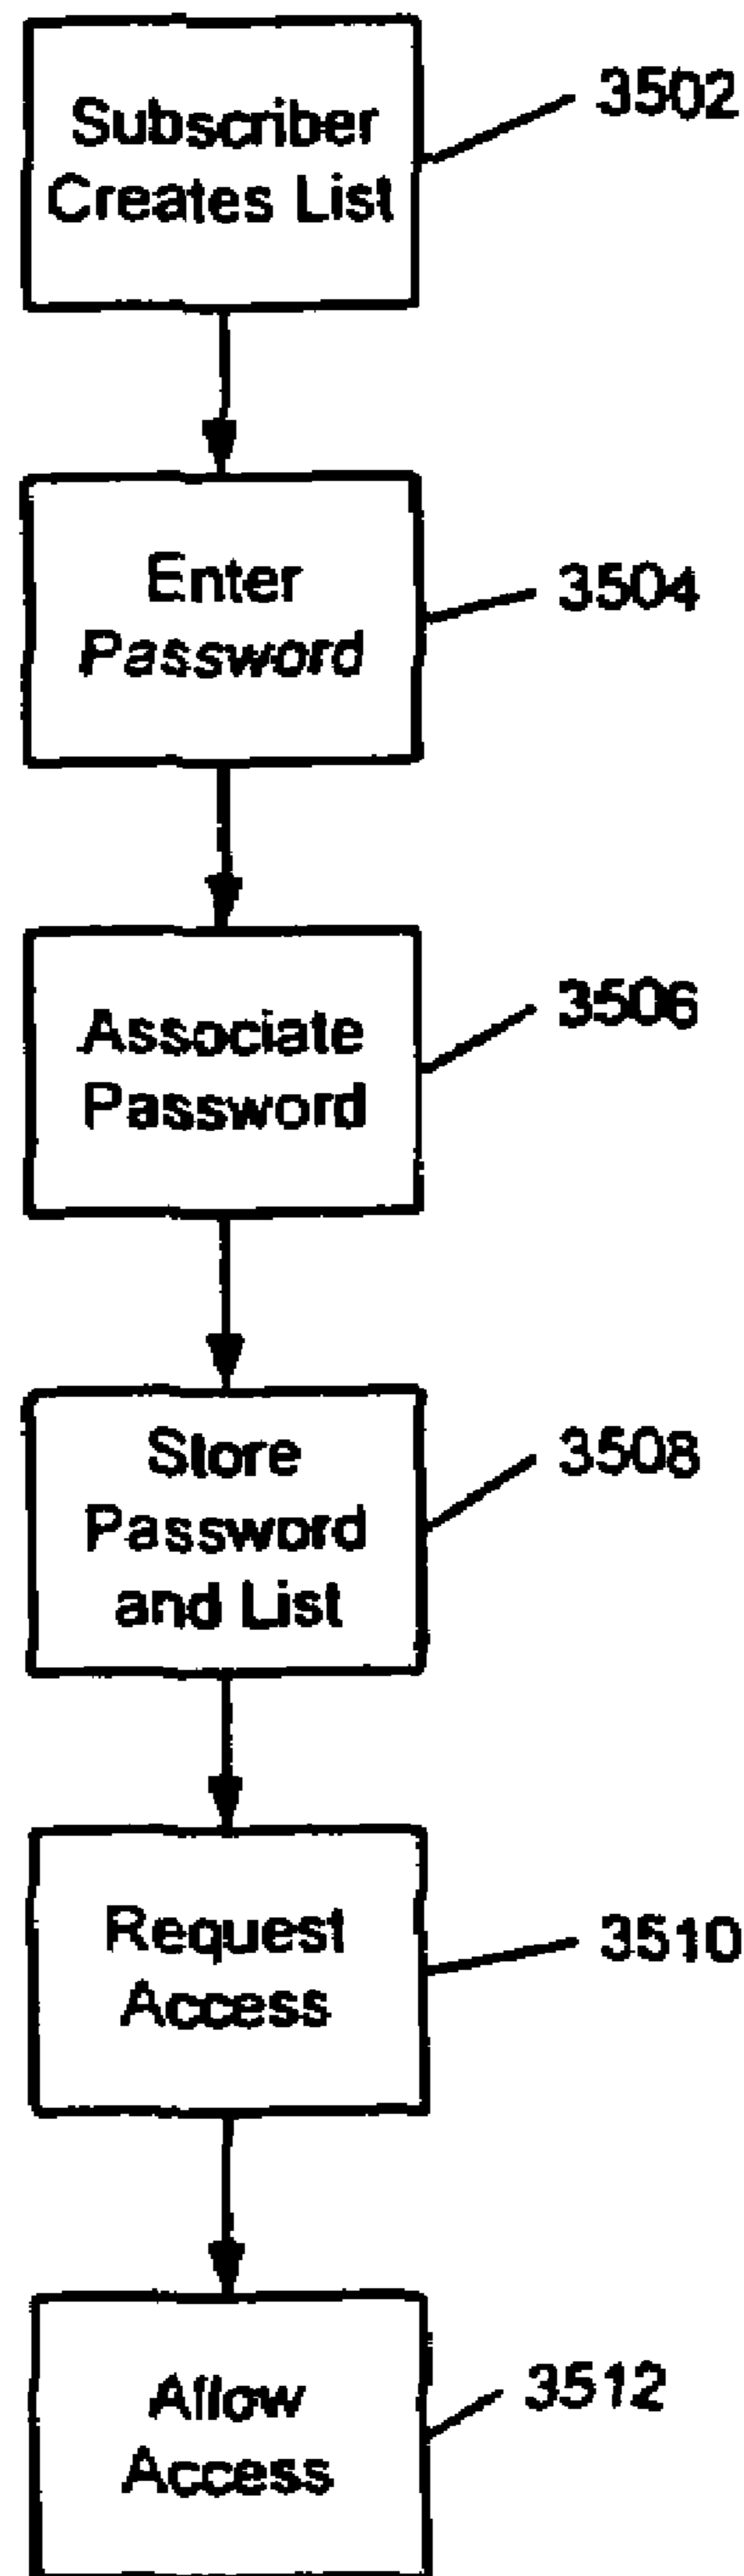 Subscriber
Creates List
3502
Enter
Password
3504
Associate
Password
3506
Store
Password
and List
3508
Request
Access
3510
Allow
Access
3512